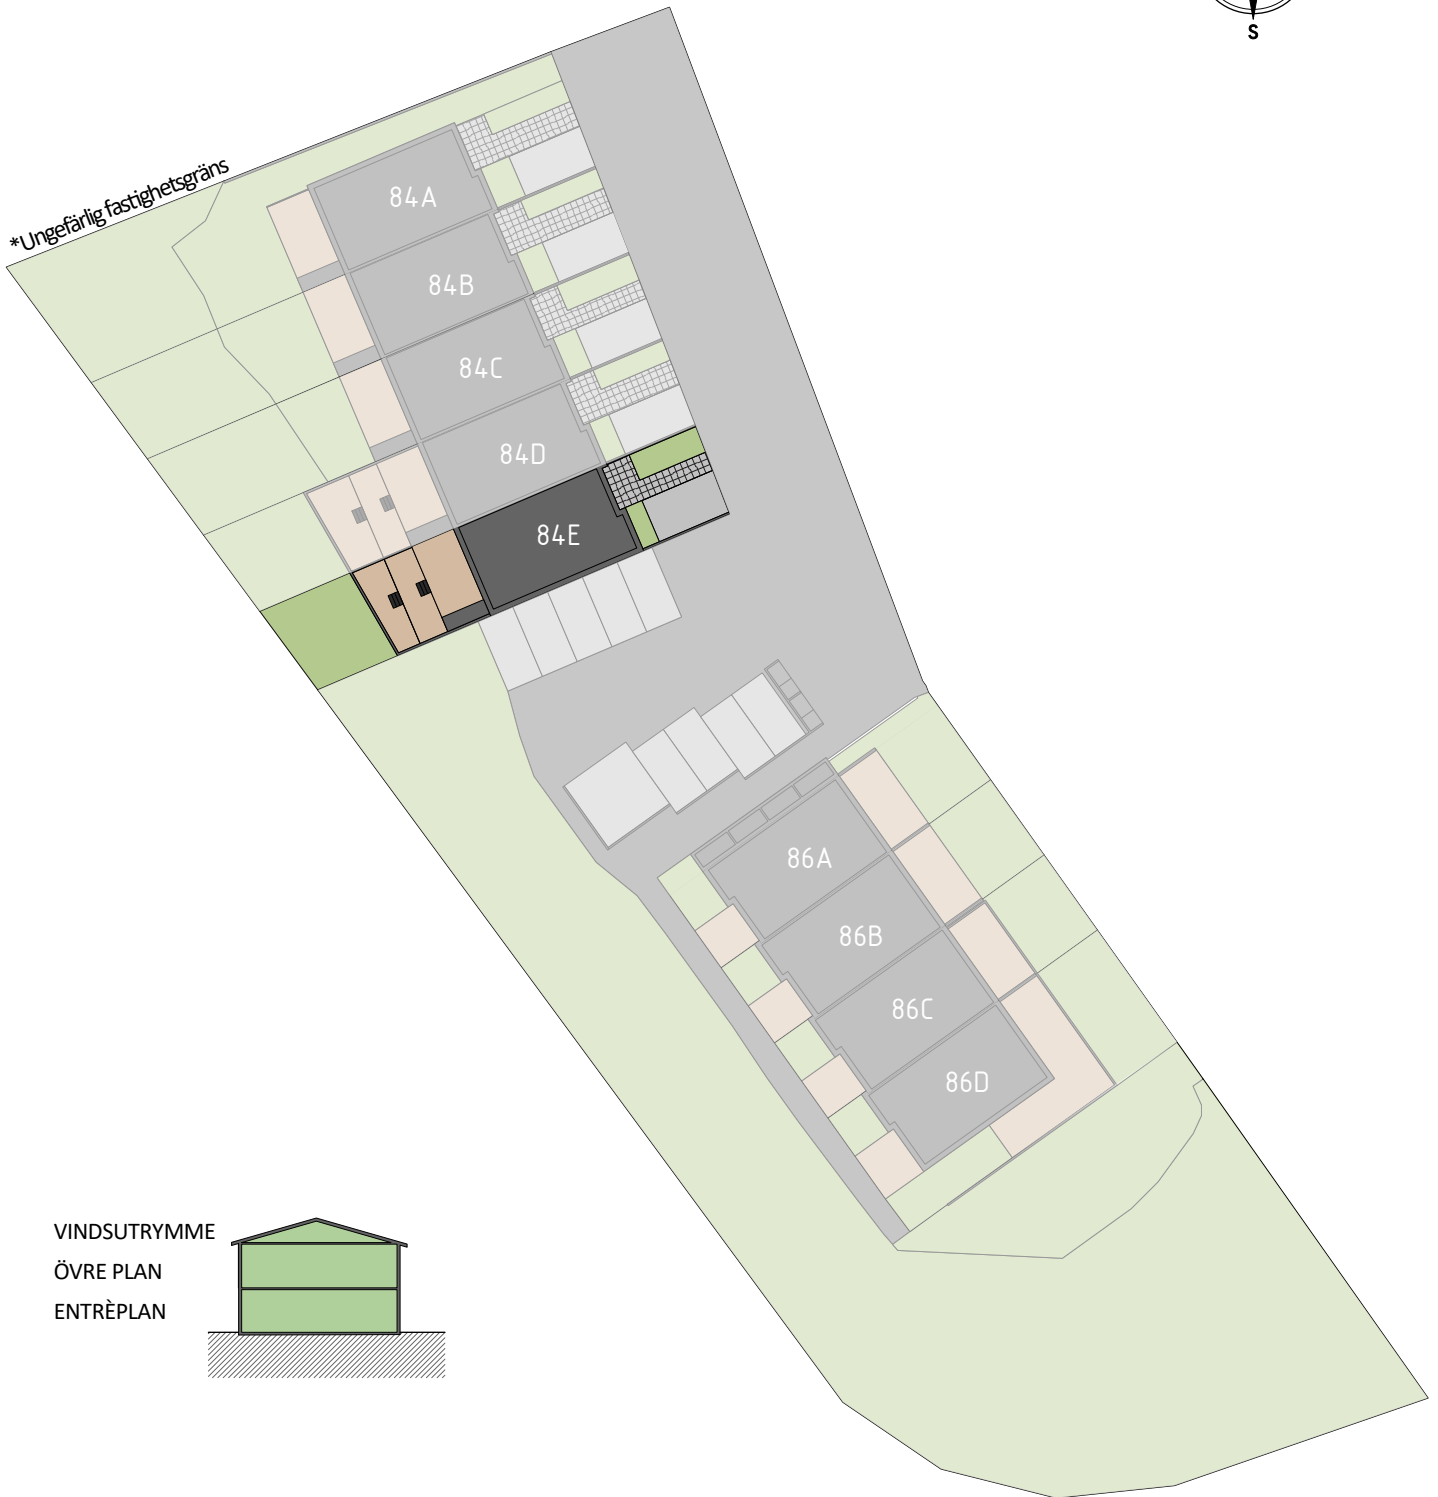 S
*Ungefärlig fastighetsgräns
84A
84B
84C
84D
84E
86A
86B
86C
86D
VINDSUTRYMME
ÖVRE PLAN
ENTRÈPLAN